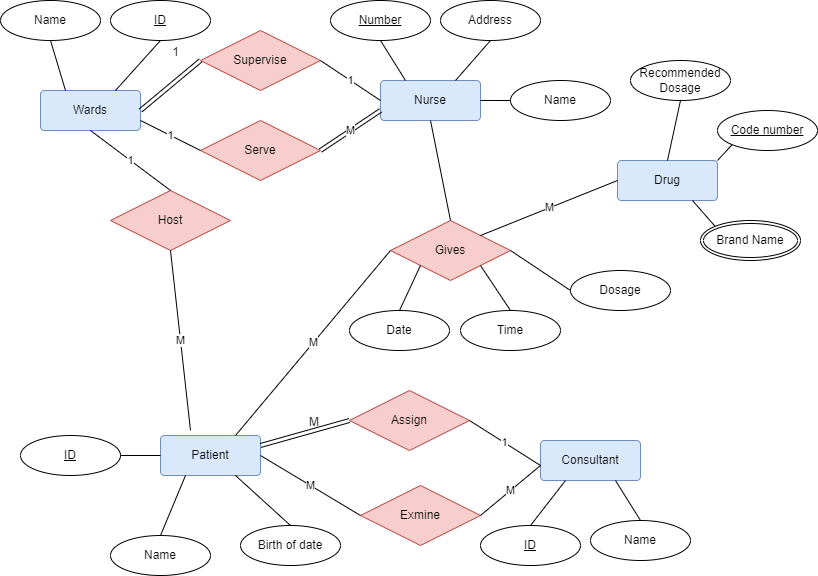 Name
ID
Number
Address
1
Supervise
1
Recommended
Dosage
Wards
Nurse
Name
1
M
Code number
Serve
1
Drug
M
Host
Brand Name
Gives
Dosage
Date
Time
M
M
M
Assign
1
ID
Patient
Consultant
M
M
Exmine
Name
Birth of date
ID
Name